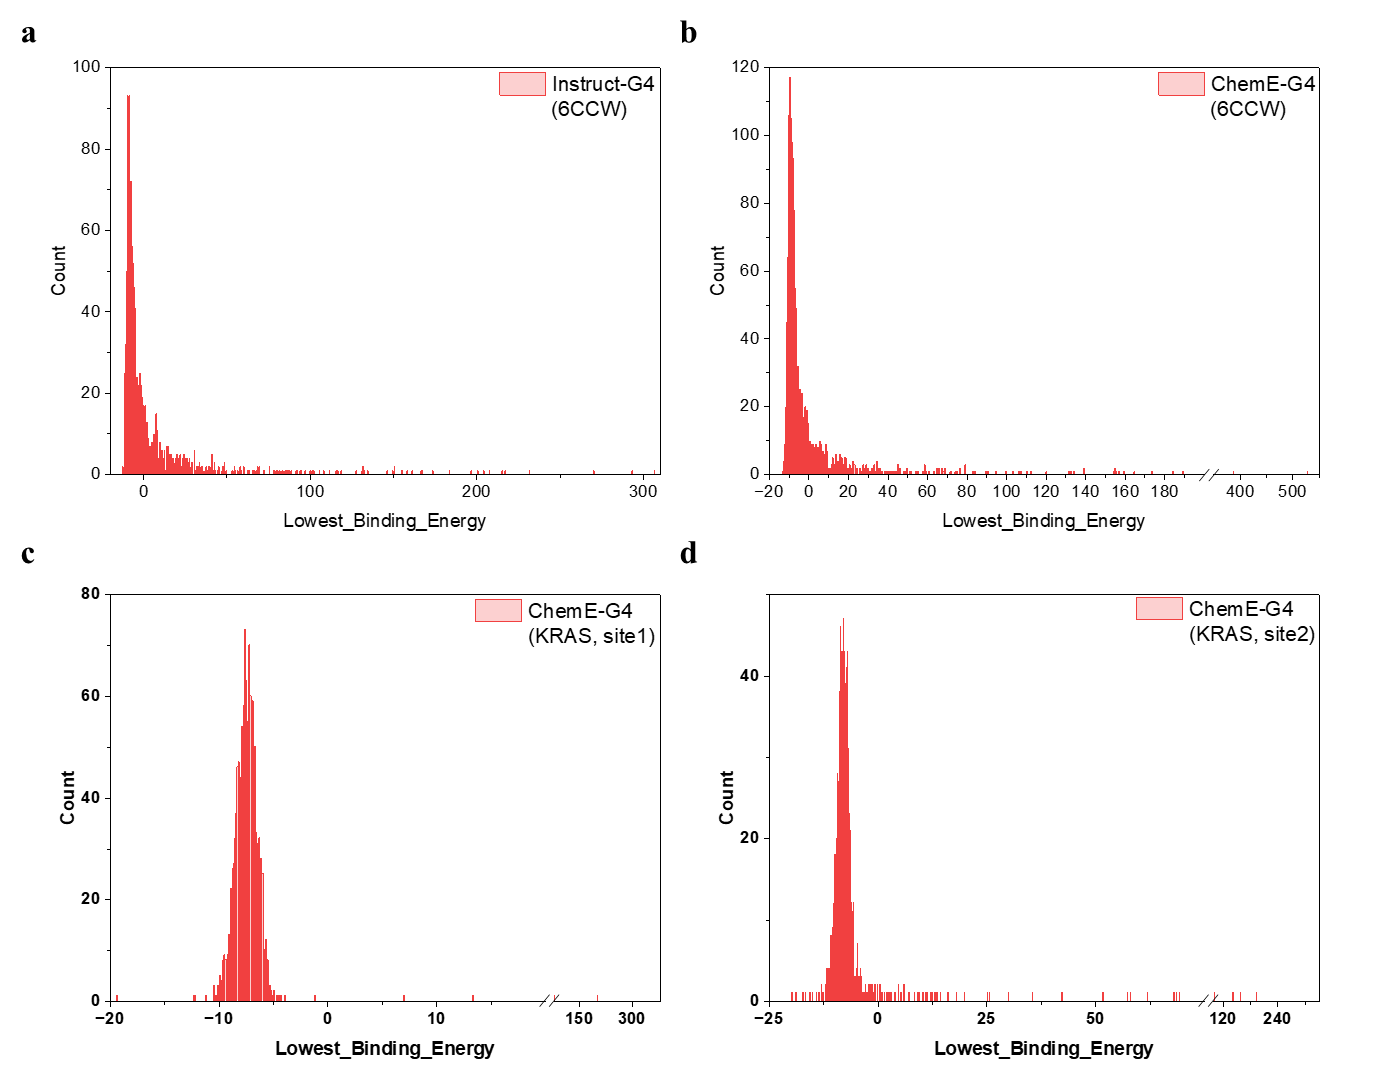 a
100
80
60
40
20
0
Count
Instruct-G4
(6CCW)
0
100
200
300
Lowest_Binding_Energy
b
120
100
80
60
40
20
0
Count
ChemE-G4
(6CCW)
−20
0
20
40
60
80
100
120
140
160
180
400
500
Lowest_Binding_Energy
c
80
60
40
20
0
Count
ChemE-G4
(KRAS, site1)
−20
−10
0
10
150
300
Lowest_Binding_Energy
d
40
20
0
Count
ChemE-G4
(KRAS, site2)
−25
0
25
50
120
240
Lowest_Binding_Energy